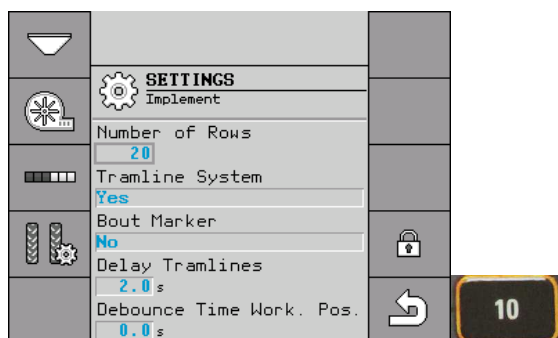 SETTINGS
Implement
Number of Rows
20
Tramline System
Yes
Bout Marker
No
Delay Tramlines
2.0 s
Debounce Time Work. Pos.
0.0 s
10